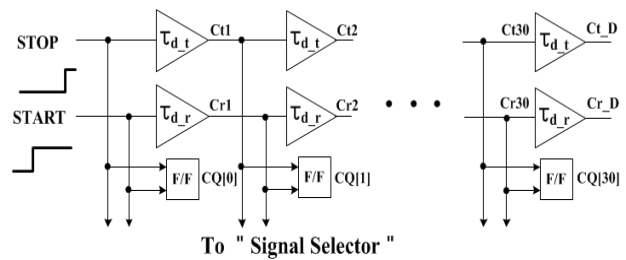 Ct1 Ct2 Ct30 Ct_D
STOP τd_t τd_t τd_t
START Cr1 Cr2 Cr30 Cr_D
τd_r τd_r • • • τd_r
F/F CQ[0] F/F CQ[1] F/F CQ[30]
To " Signal Selector "